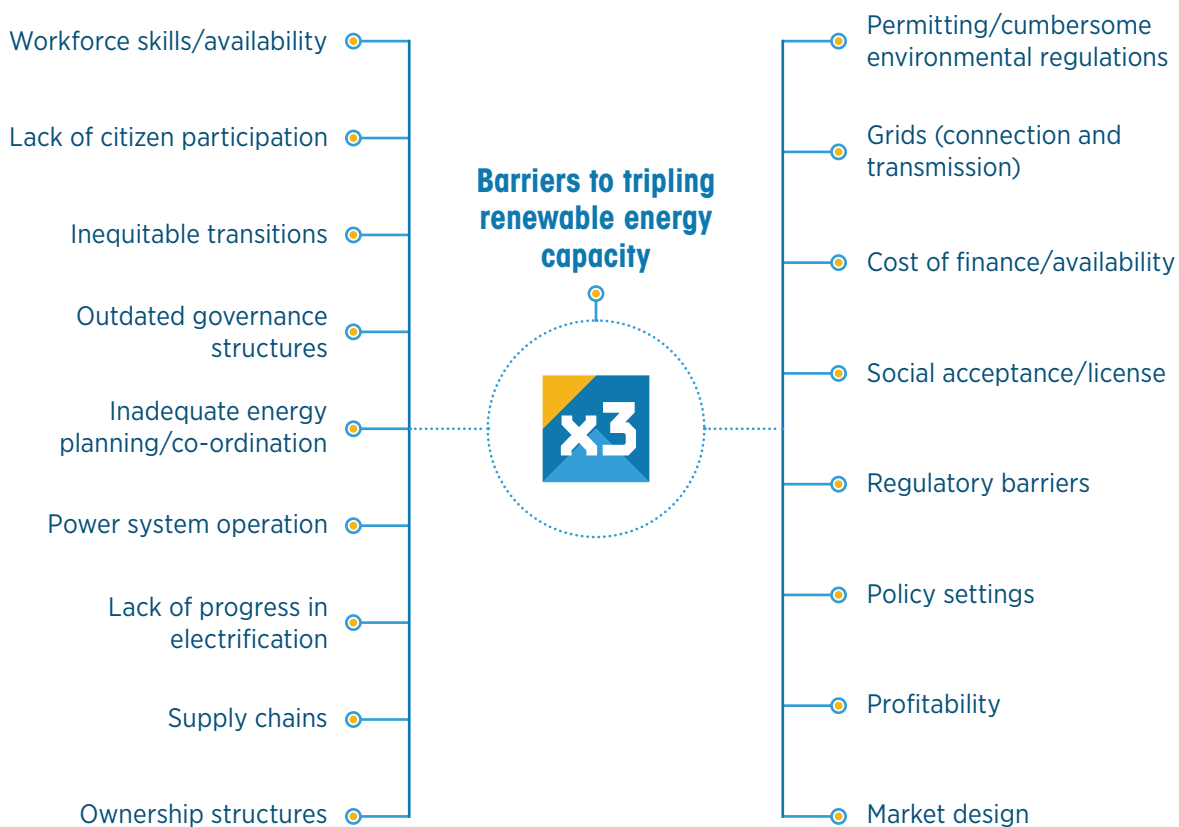 Workforce skills/availability
Lack of citizen participation
Inequitable transitions
Outdated governance
structures
Inadequate energy
planning/co-ordination
Power system operation
Lack of progress in
electrification
Supply chains
Ownership structures
Barriers to tripling
renewable energy
capacity
x3
Permitting/cumbersome
environmental regulations
Grids (connection and
transmission)
Cost of finance/availability
Social acceptance/license
Regulatory barriers
Policy settings
Profitability
Market design